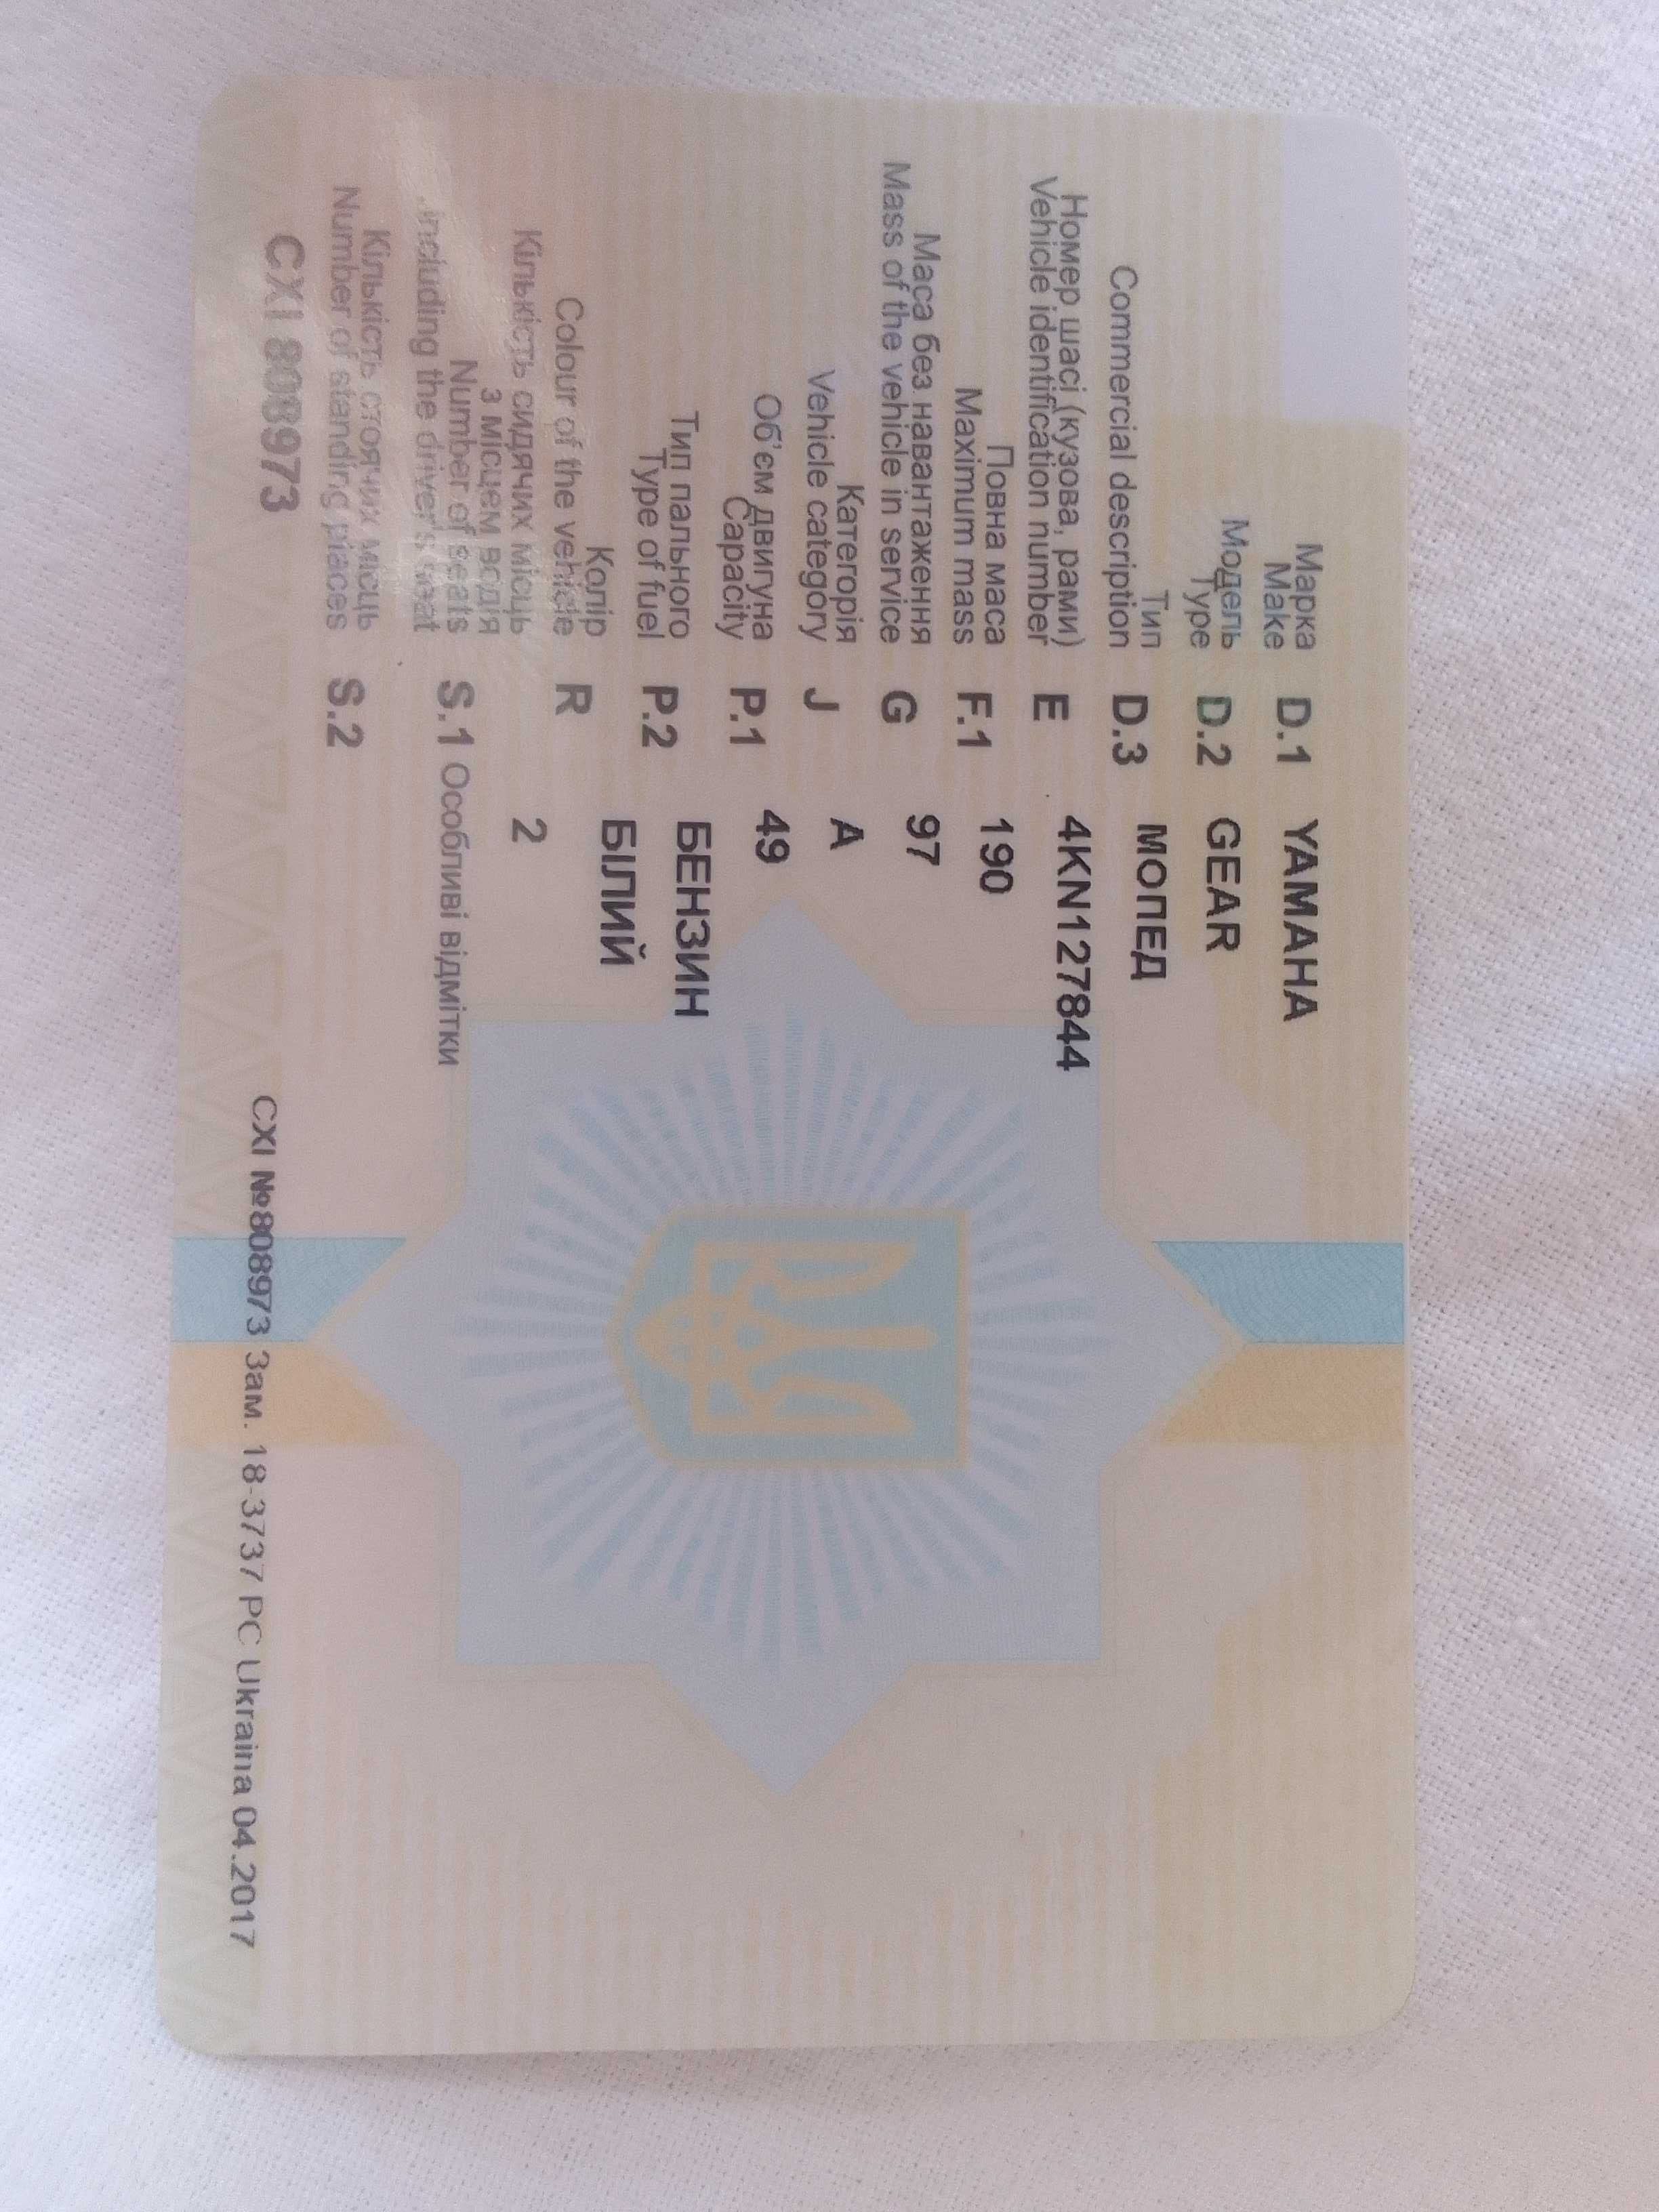 Марка
Make D.1 YAMAHA
Модель
Type D.2 GEAR
Тип
Commercial description D.3 МОПЕД
Номер шасі (кузова, рами)
Vehicle identification number E 4KN127844
Повна маса
Maximum mass F.1 190
Маса без навантаження
Mass of the vehicle in service G 97
Категорія
Vehicle category J A
Об'єм двигуна
Capacity P.1 49
Тип пального
Type of fuel P.2 БЕНЗИН
Колір
Colour of the vehicle R БІЛИЙ
Кількість сидячих місць
з місцем водія 2
Number of seats
including the driver's seat S.1 Особливі відмітки
Кількість стоячих місць
Number of standing places S.2
СХІ 808973
СХІ №808973 Зам. 18-3737 РС Ukraina 04.2017